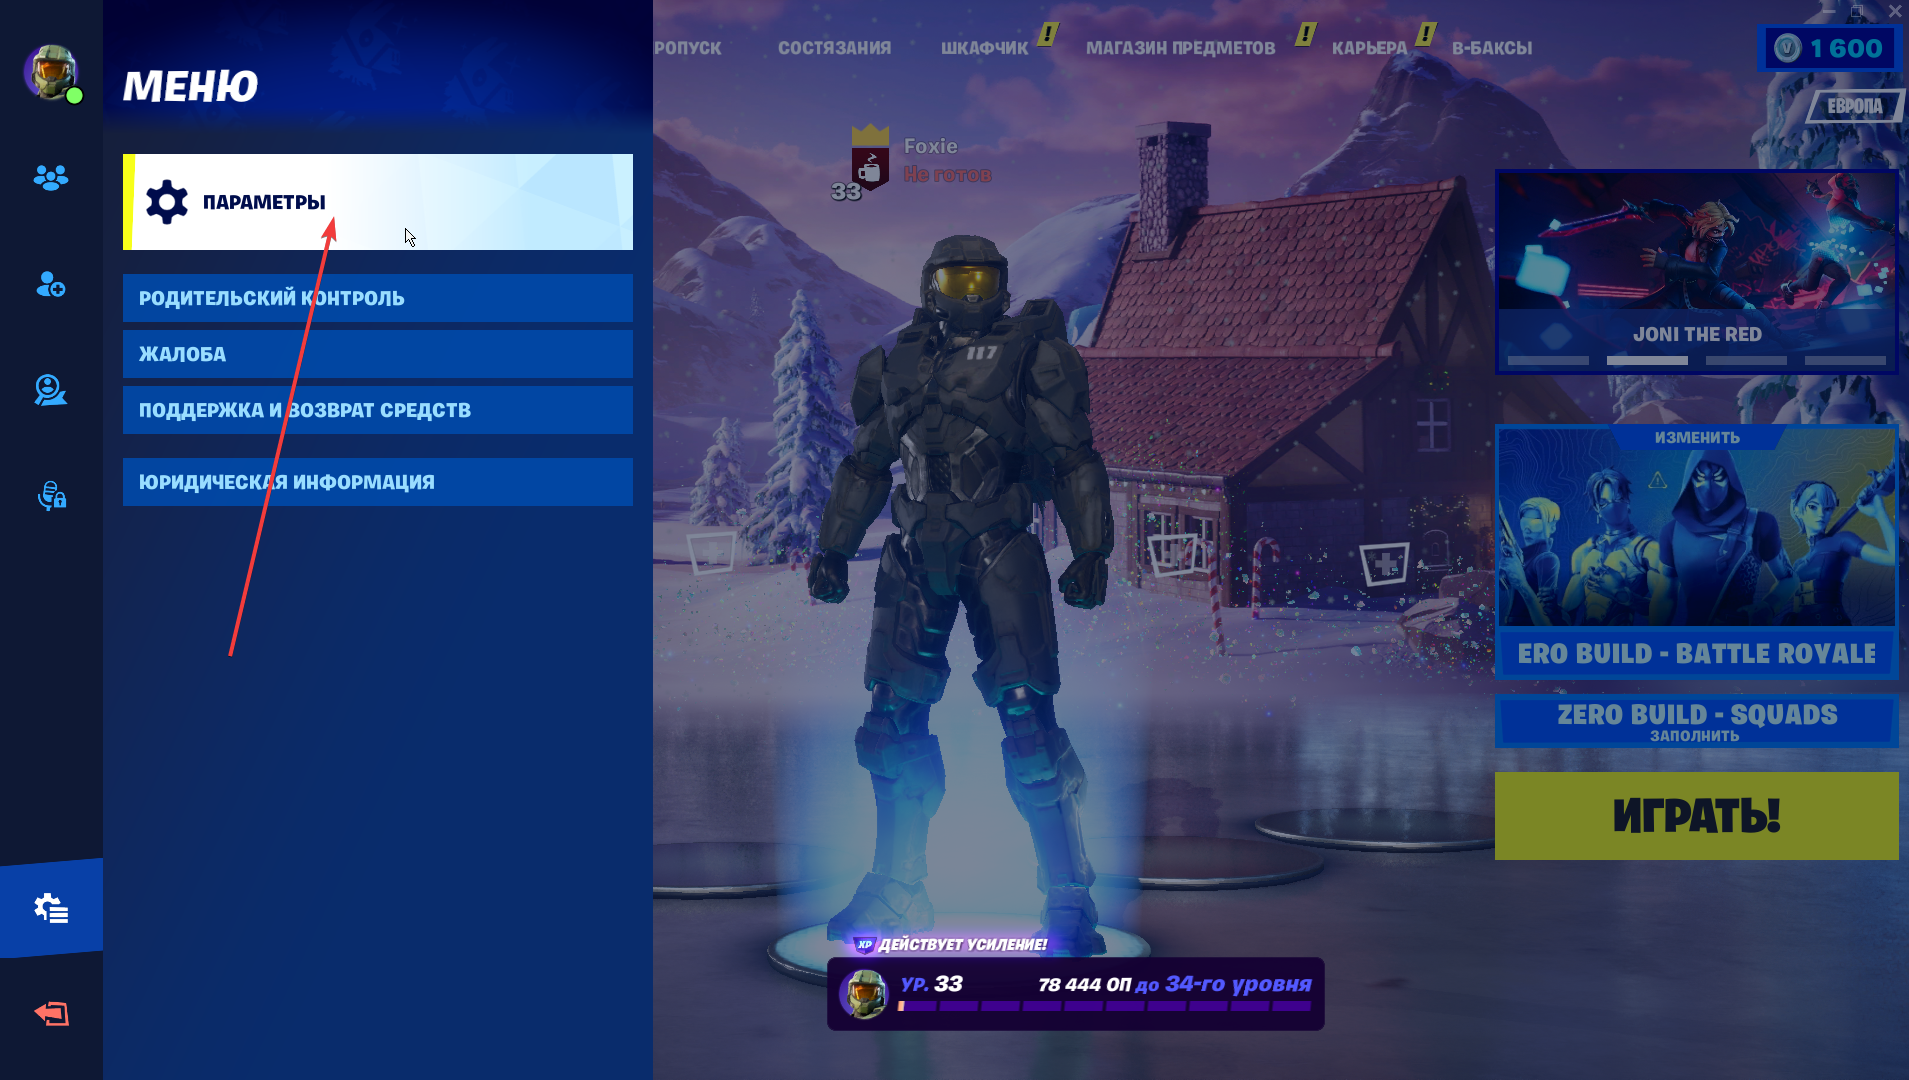 МЕНЮ
ПАРАМЕТРЫ
РОДИТЕЛЬСКИЙ КОНТРОЛЬ
ЖАЛОБА
ПОДДЕРЖКА И ВОЗВРАТ СРЕДСТВ
ЮРИДИЧЕСКАЯ ИНФОРМАЦИЯ
РОПУСК СОСТЯЗАНИЯ ШКАФЧИК ! МАГАЗИН ПРЕДМЕТОВ ! КАРЬЕРА ! В-БАКСЫ
1 600
ЕВРОПА
Foxie
Не готов
33
117
JONI THE RED
ИЗМЕНИТЬ
ERO BUILD - BATTLE ROYALE
ZERO BUILD - SQUADS
ЗАПОЛНИТЬ
ИГРАТЬ!
XP ДЕЙСТВУЕТ УСИЛЕНИЕ!
УР. 33 78 444 ОП до 34-го уровня